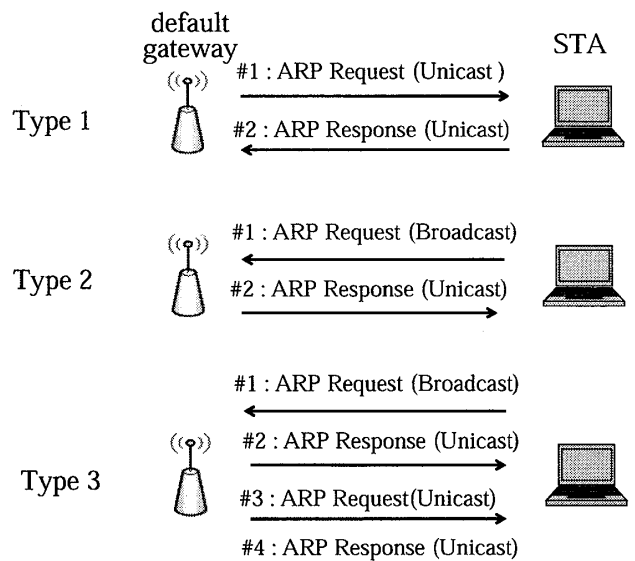 default
gateway
STA
Type 1
#1 : ARP Request (Unicast )
#2 : ARP Response (Unicast)
Type 2
#1 : ARP Request (Broadcast)
#2 : ARP Response (Unicast)
Type 3
#1 : ARP Request (Broadcast)
#2 : ARP Response (Unicast)
#3 : ARP Request(Unicast)
#4 : ARP Response (Unicast)